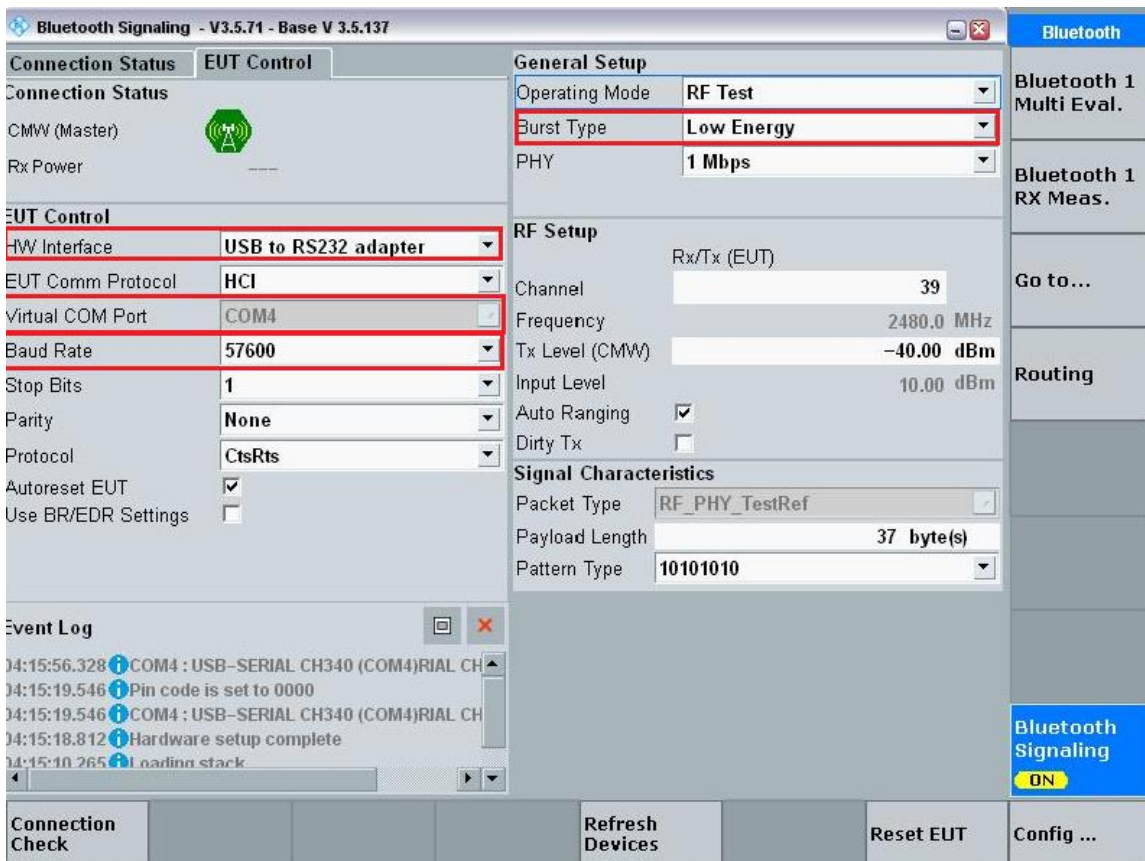 Bluetooth Signaling - V3.5.71 - Base V 3.5.137
Connection Status EUT Control
Connection Status
CMW (Master)
Rx Power ---
EUT Control
HW Interface USB to RS232 adapter
EUT Comm Protocol HCI
Virtual COM Port COM4
Baud Rate 57600
Stop Bits 1
Parity None
Protocol CtsRts
Autoreset EUT
Use BR/EDR Settings
Event Log
04:15:56.328 COM4 : USB-SERIAL CH340 (COM4)RIAL CH
04:15:19.546 Pin code is set to 0000
04:15:19.546 COM4 : USB-SERIAL CH340 (COM4)RIAL CH
04:15:18.812 Hardware setup complete
04:15:10.265 Loading stack
General Setup
Operating Mode RF Test
Burst Type Low Energy
PHY 1 Mbps
RF Setup
Rx/Tx (EUT)
Channel 39
Frequency 2480.0 MHz
Tx Level (CMW) -40.00 dBm
Input Level 10.00 dBm
Auto Ranging
Dirty Tx
Signal Characteristics
Packet Type RF_PHY_TestRef
Payload Length 37 byte(s)
Pattern Type 10101010
Bluetooth
Bluetooth 1
Multi Eval.
Bluetooth 1
RX Meas.
Go to...
Routing
Bluetooth
Signaling
ON
Connection
Check
Refresh
Devices
Reset EUT
Config ...